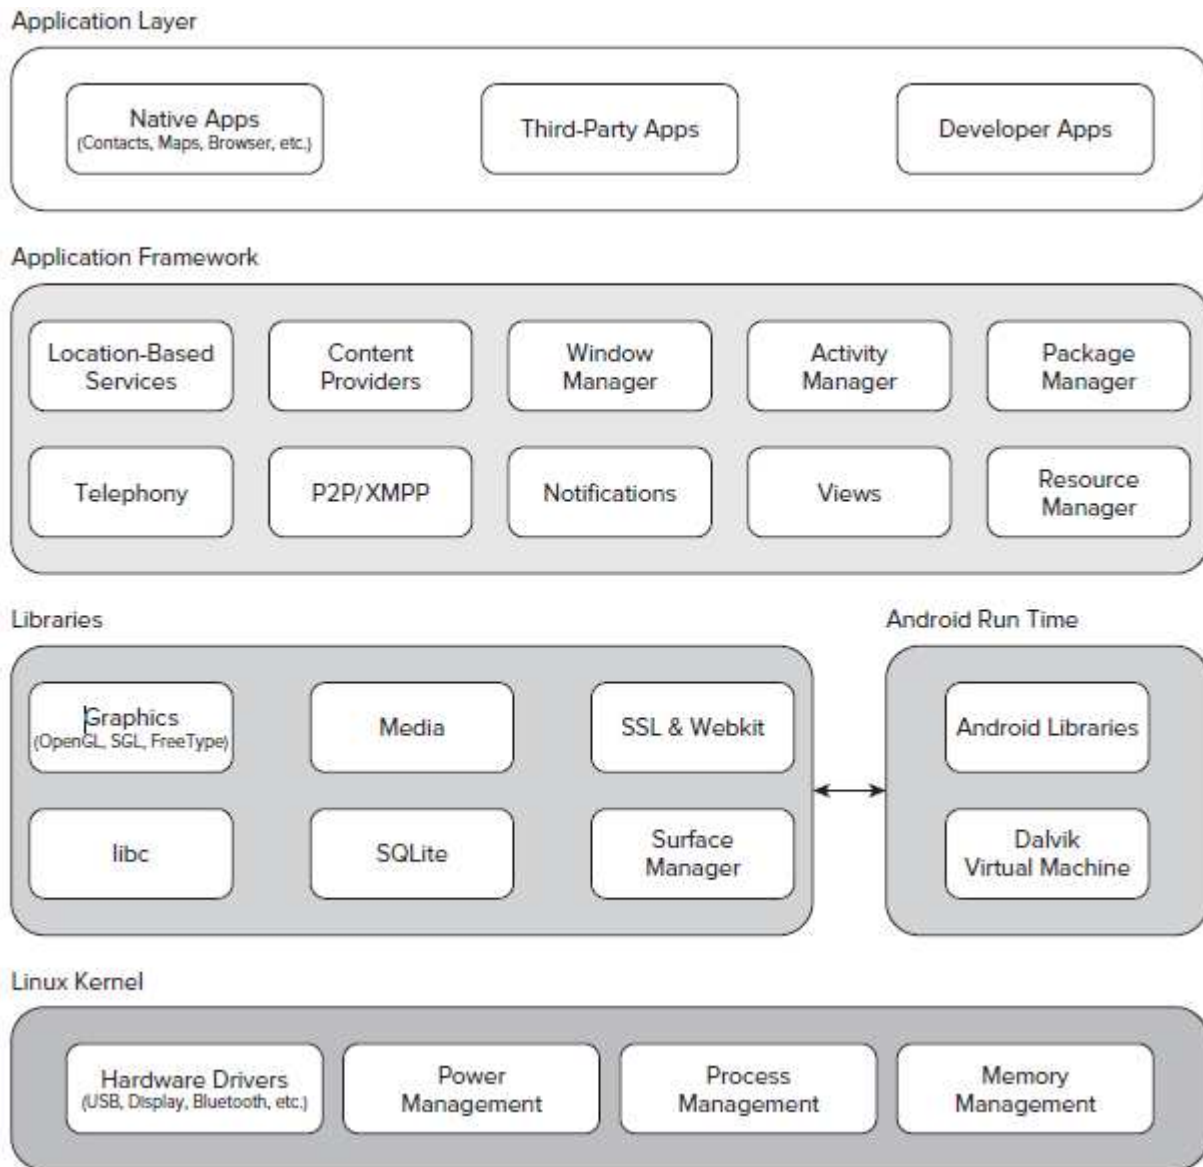 Application Layer
Native Apps
(Contacts, Maps, Browser, etc.)
Third-Party Apps
Developer Apps
Application Framework
Location-Based
Services
Content
Providers
Window
Manager
Activity
Manager
Package
Manager
Telephony
P2P/XMPP
Notifications
Views
Resource
Manager
Libraries
Graphics
(OpenGL, SGL, FreeType)
Media
SSL & Webkit
libc
SQLite
Surface
Manager
Android Run Time
Android Libraries
Dalvik
Virtual Machine
Linux Kernel
Hardware Drivers
(USB, Display, Bluetooth, etc.)
Power
Management
Process
Management
Memory
Management